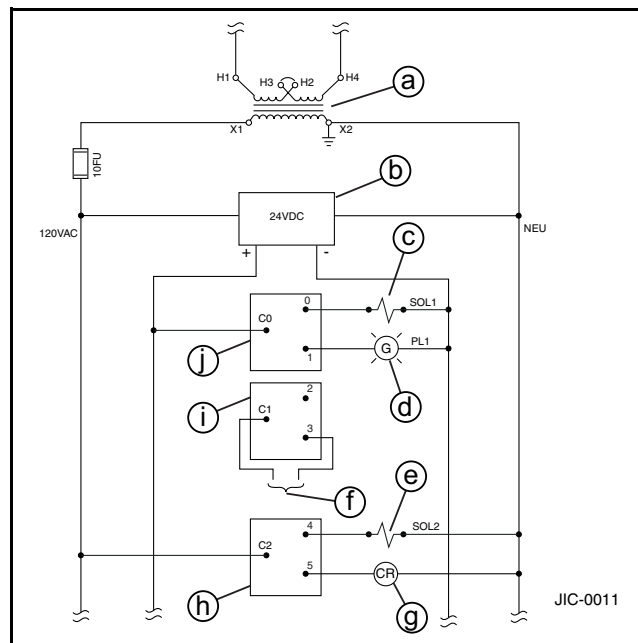 H1 H3 H2 H4
a
X1 X2
10FU
b
24VDC
120VAC NEU
+ -
c
0 SOL1
C0
j
1 G PL1
d
2
i
C1
3
f
e
4 SOL2
C2
5 CR
h
g
JIC-0011